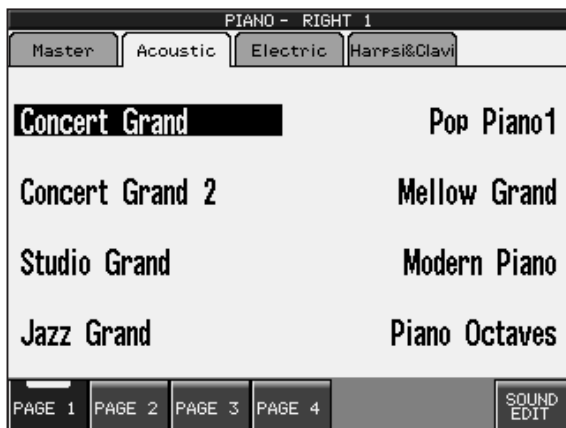 PIANO - RIGHT 1
Master Acoustic Electric Harpsi&Clavi
Concert Grand Pop Piano1
Concert Grand 2 Mellow Grand
Studio Grand Modern Piano
Jazz Grand Piano Octaves
PAGE 1 PAGE 2 PAGE 3 PAGE 4 SOUND EDIT